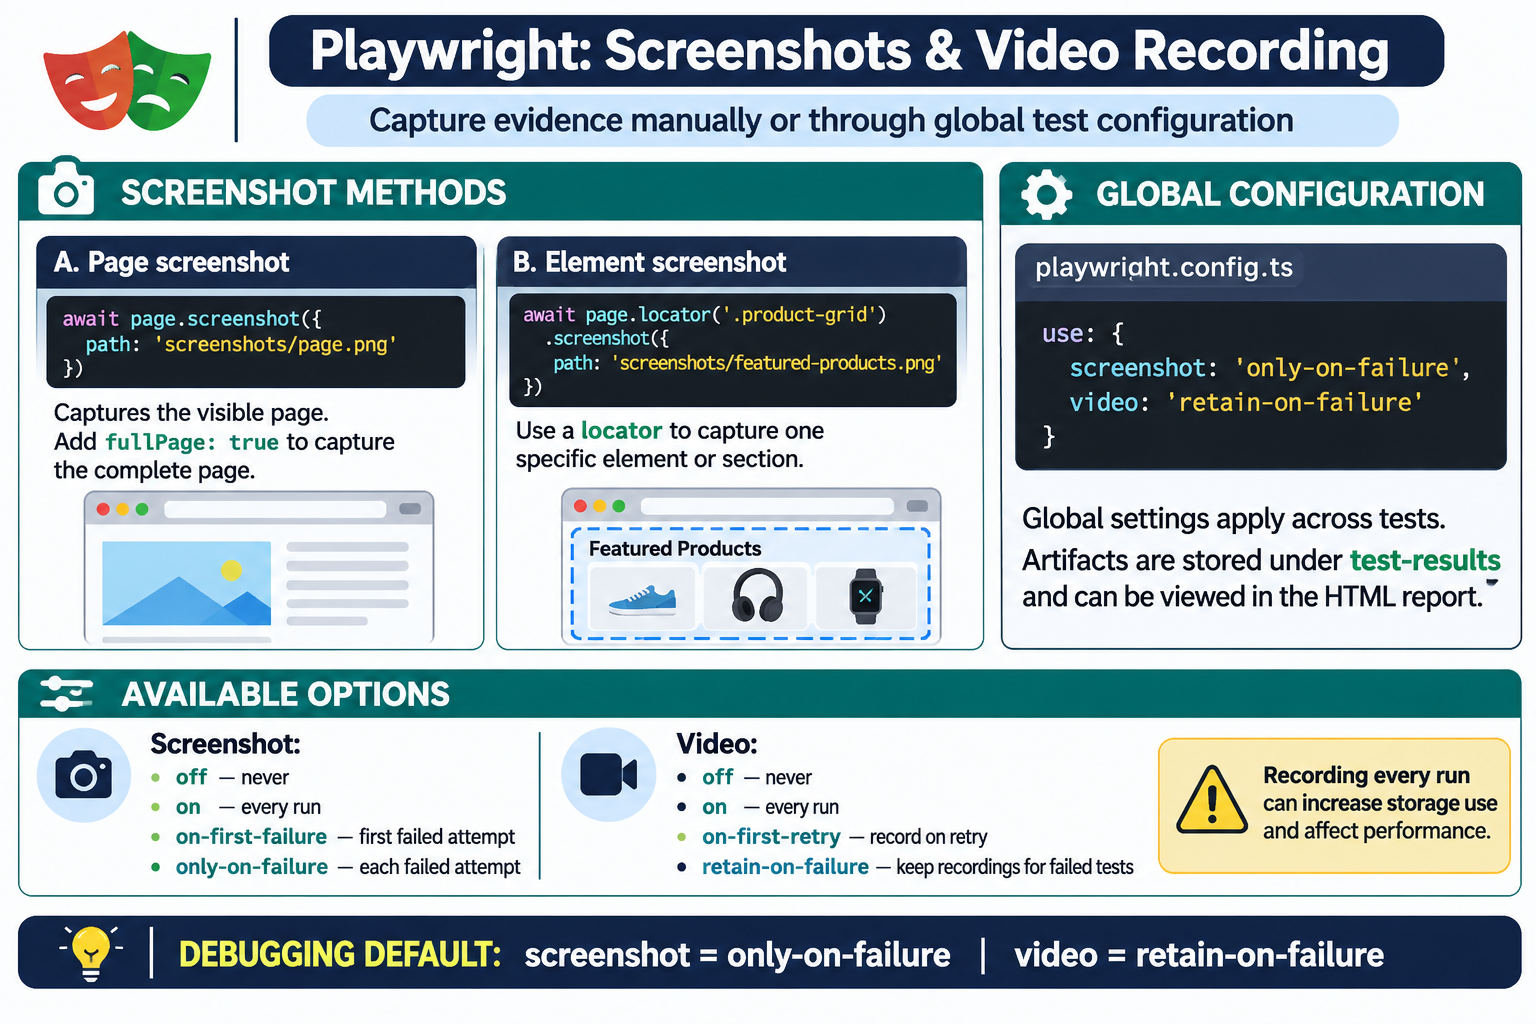 Playwright: Screenshots & Video Recording
Capture evidence manually or through global test configuration
SCREENSHOT METHODS
A. Page screenshot
await page.screenshot({
path: 'screenshots/page.png'
})
Captures the visible page.
Add fullPage: true to capture
the complete page.
B. Element screenshot
await page.locator('.product-grid')
.screenshot({
path: 'screenshots/featured-products.png'
})
Use a locator to capture one
specific element or section.
Featured Products
GLOBAL CONFIGURATION
playwright.config.ts
use: {
screenshot: 'only-on-failure',
video: 'retain-on-failure'
}
Global settings apply across tests.
Artifacts are stored under test-results
and can be viewed in the HTML report.
AVAILABLE OPTIONS
Screenshot:
• off — never
• on — every run
• on-first-failure — first failed attempt
• only-on-failure — each failed attempt
Video:
• off — never
• on — every run
• on-first-retry — record on retry
• retain-on-failure — keep recordings for failed tests
Recording every run
can increase storage use
and affect performance.
DEBUGGING DEFAULT: screenshot = only-on-failure | video = retain-on-failure